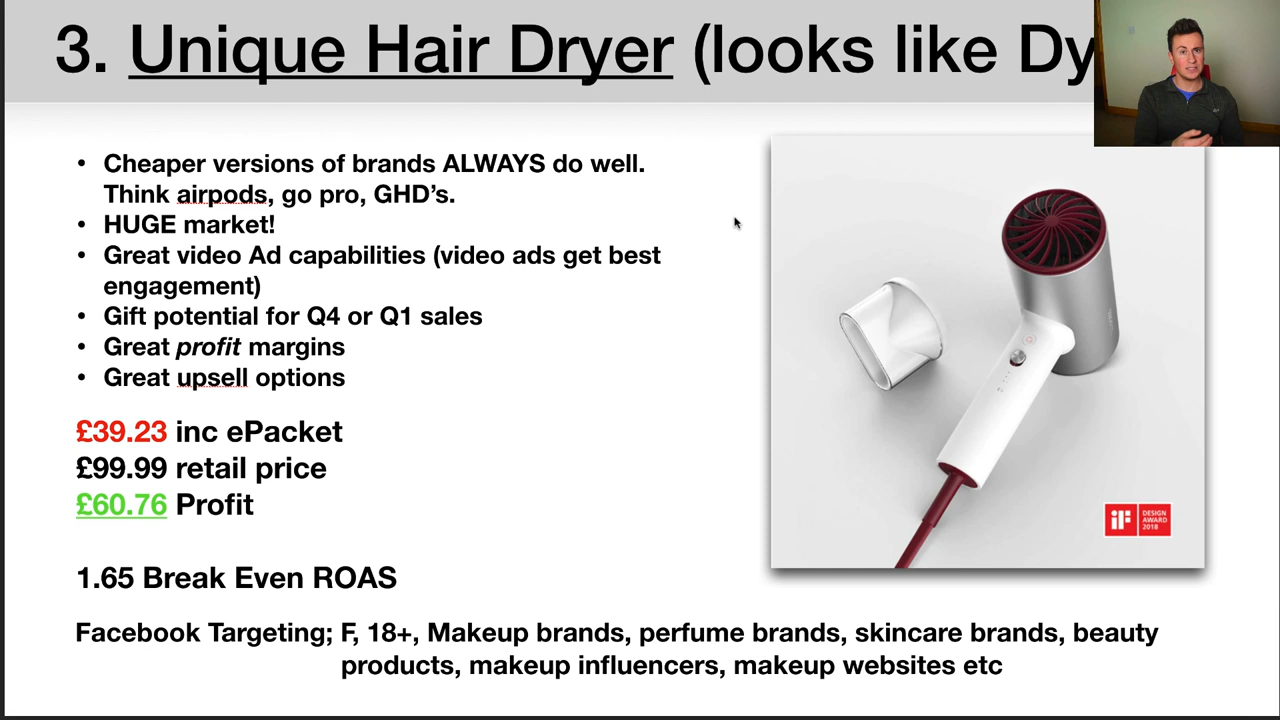 3. Unique Hair Dryer (looks like Dy
• Cheaper versions of brands ALWAYS do well.
Think airpods, go pro, GHD’s.
• HUGE market!
• Great video Ad capabilities (video ads get best
engagement)
• Gift potential for Q4 or Q1 sales
• Great profit margins
• Great upsell options
£39.23 inc ePacket
£99.99 retail price
£60.76 Profit
1.65 Break Even ROAS
Facebook Targeting; F, 18+, Makeup brands, perfume brands, skincare brands, beauty
products, makeup influencers, makeup websites etc
iF
DESIGN
AWARD
2018